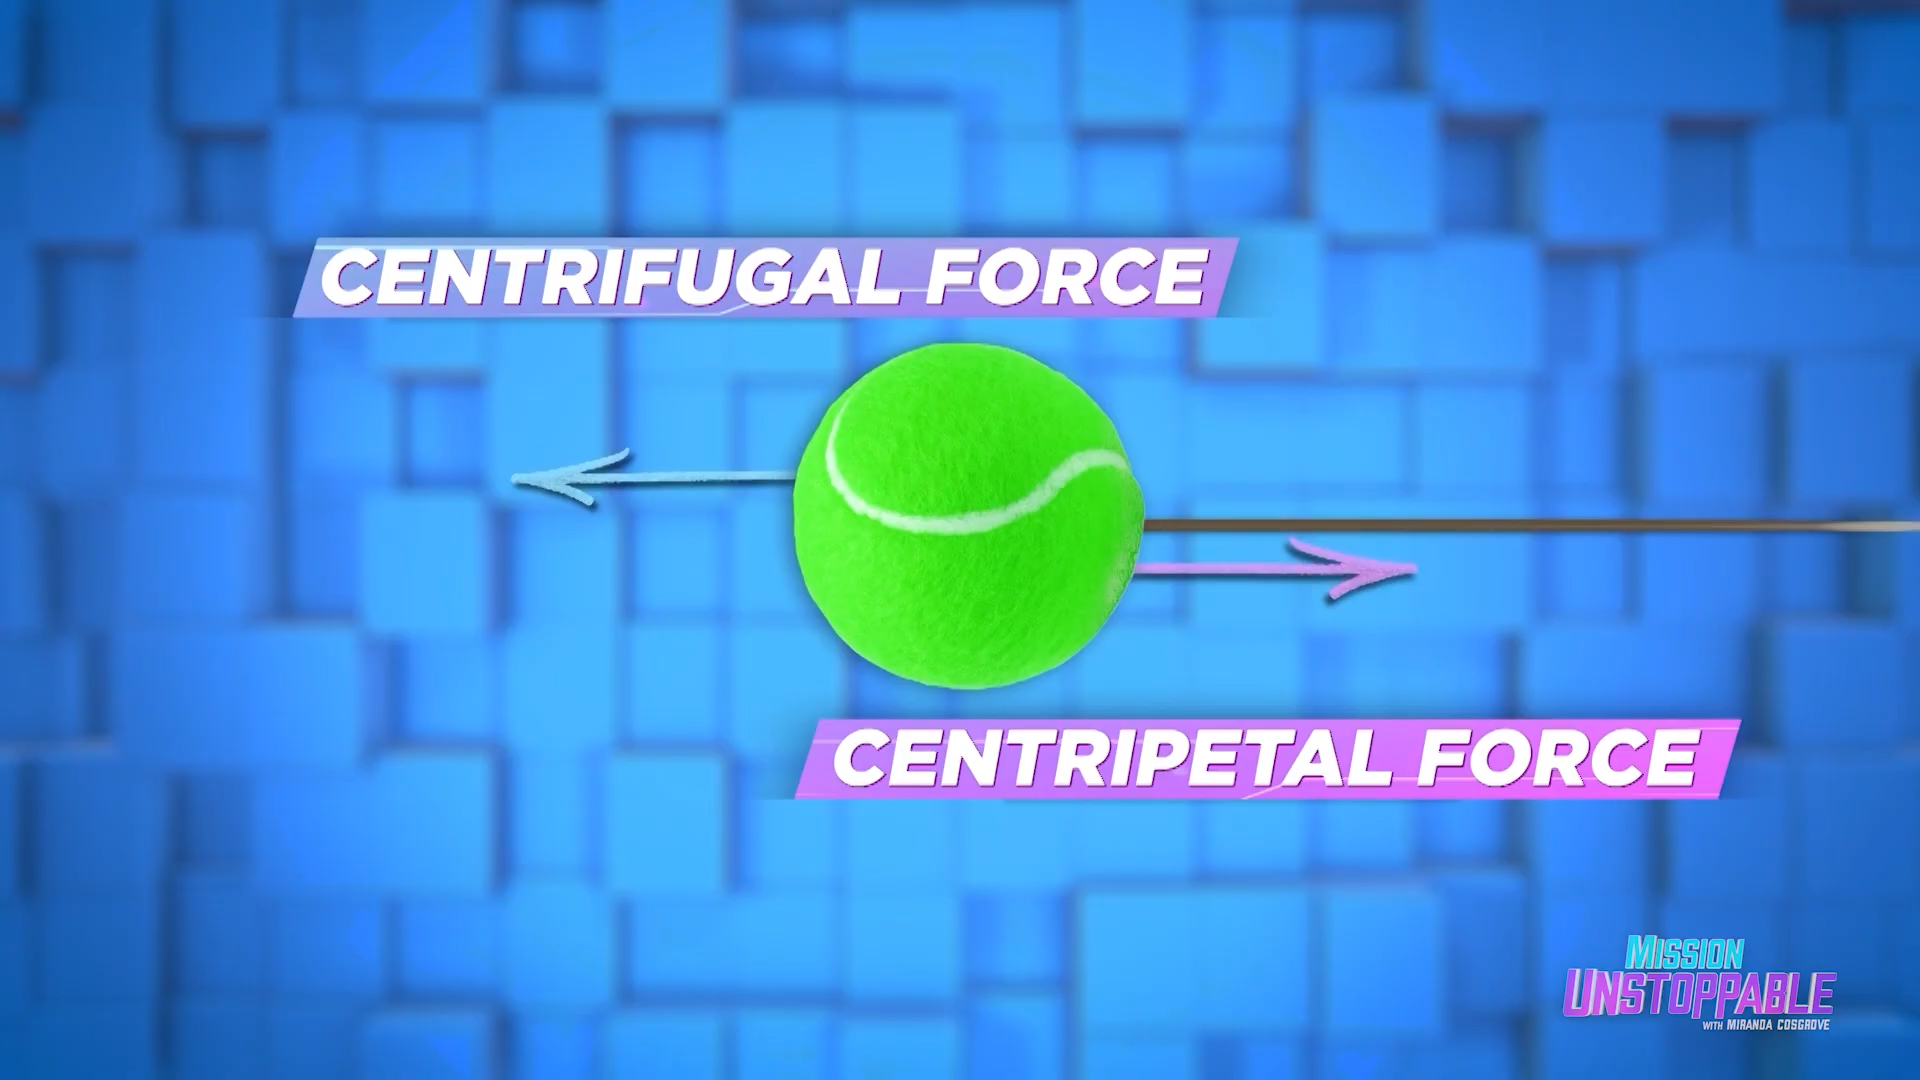 CENTRIFUGAL FORCE
CENTRIPETAL FORCE
MISSION
UNSTOPPABLE
WITH MIRANDA COSGROVE